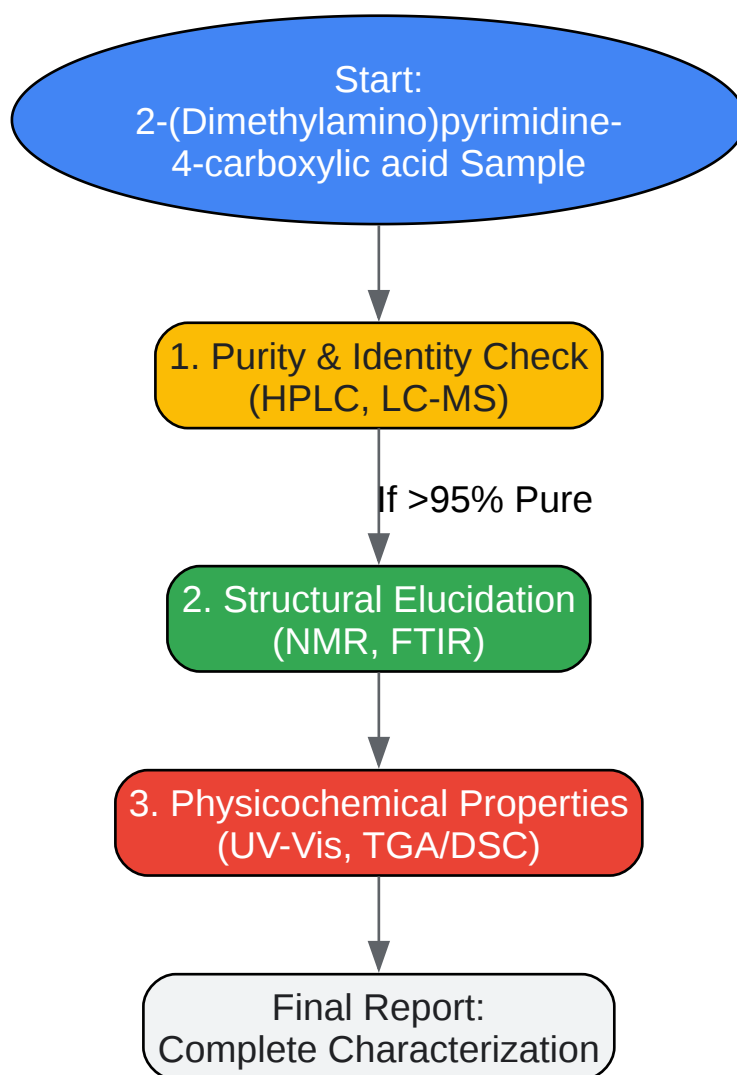 Start:
2-(Dimethylamino)pyrimidine-
4-carboxylic acid Sample
1. Purity & Identity Check
(HPLC, LC-MS)
If >95% Pure
2. Structural Elucidation
(NMR, FTIR)
3. Physicochemical Properties
(UV-Vis, TGA/DSC)
Final Report:
Complete Characterization